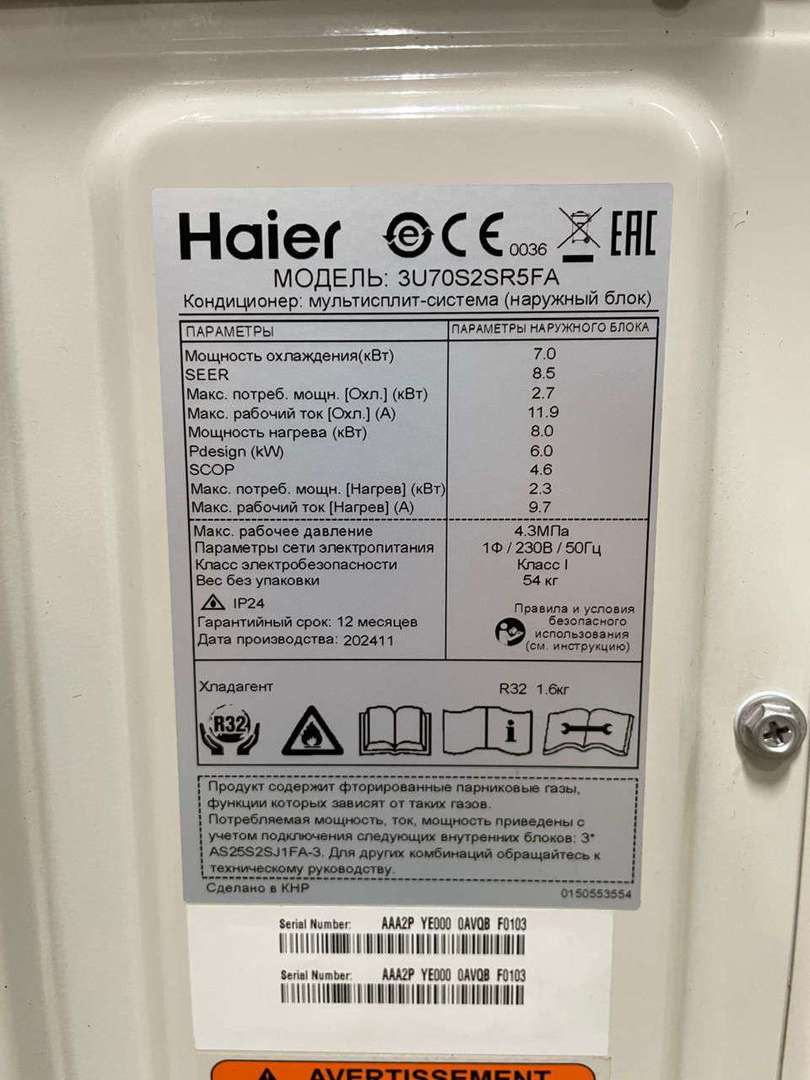 Haier CE 0036 EAC
МОДЕЛЬ: 3U70S2SR5FA
Кондиционер: мультисплит-система (наружный блок)
ПАРАМЕТРЫ ПАРАМЕТРЫ НАРУЖНОГО БЛОКА
Мощность охлаждения(кВт) 7.0
SEER 8.5
Макс. потреб. мощн. [Охл.] (кВт) 2.7
Макс. рабочий ток [Охл.] (А) 11.9
Мощность нагрева (кВт) 8.0
Pdesign (kW) 6.0
SCOP 4.6
Макс. потреб. мощн. [Нагрев] (кВт) 2.3
Макс. рабочий ток [Нагрев] (А) 9.7
Макс. рабочее давление 4.3МПа
Параметры сети электропитания 1Ф / 230В / 50Гц
Класс электробезопасности Класс I
Вес без упаковки 54 кг
IP24
Гарантийный срок: 12 месяцев
Дата производства: 202411
Правила и условия
безопасного
использования
(см. инструкцию)
Хладагент R32 1.6кг
R32 i
Продукт содержит фторированные парниковые газы,
функции которых зависят от таких газов.
Потребляемая мощность, ток, мощность приведены с
учетом подключения следующих внутренних блоков: 3*
AS25S2SJ1FA-3. Для других комбинаций обращайтесь к
техническому руководству.
Сделано в КНР 0150553554
Serial Number: AAA2P YE000 0AVQB F0103
Serial Number: AAA2P YE000 0AVQB F0103
AVERTISSEMENT